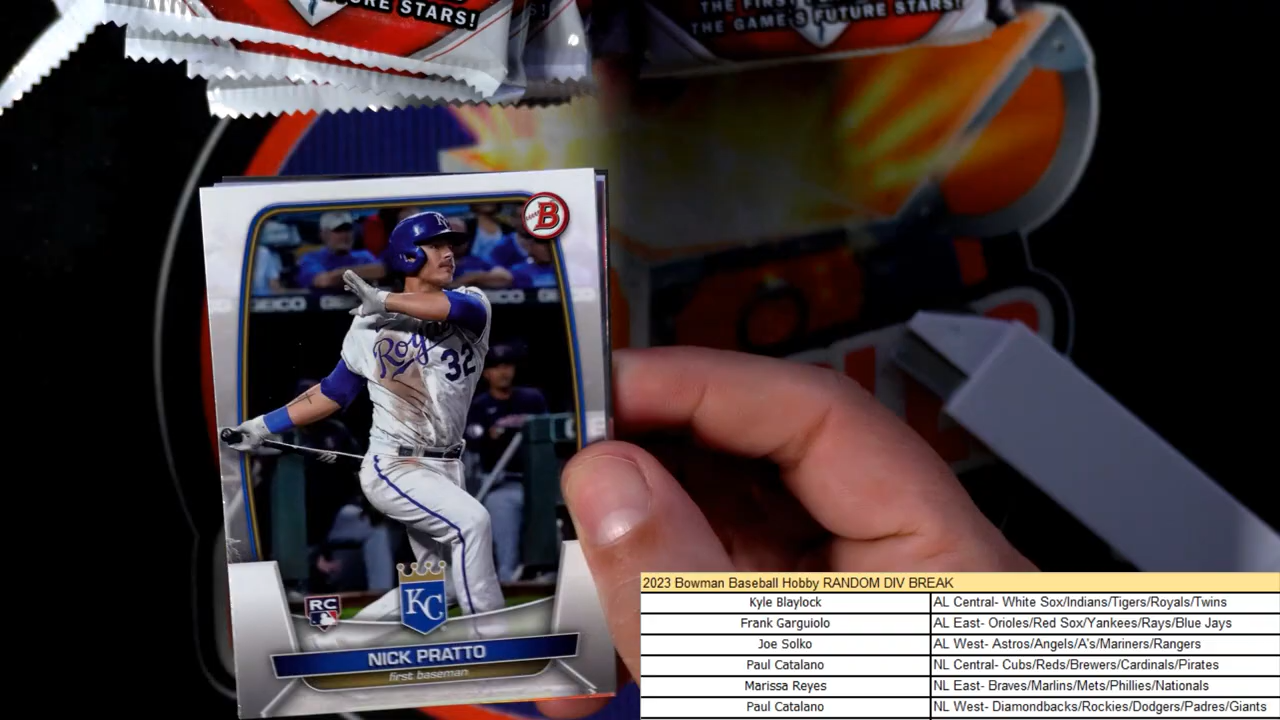 URE STARS!
S!
THE FIRST
THE GAME'S FUTURE STARS!
B
GEICO
GEICO
GE
Royals
32
RC
KC
NICK PRATTO
first baseman
2023 Bowman Baseball Hobby RANDOM DIV BREAK
Kyle Blaylock AL Central- White Sox/Indians/Tigers/Royals/Twins
Frank Garguiolo AL East- Orioles/Red Sox/Yankees/Rays/Blue Jays
Joe Solko AL West- Astros/Angels/A's/Mariners/Rangers
Paul Catalano NL Central- Cubs/Reds/Brewers/Cardinals/Pirates
Marissa Reyes NL East- Braves/Marlins/Mets/Phillies/Nationals
Paul Catalano NL West- Diamondbacks/Rockies/Dodgers/Padres/Giants